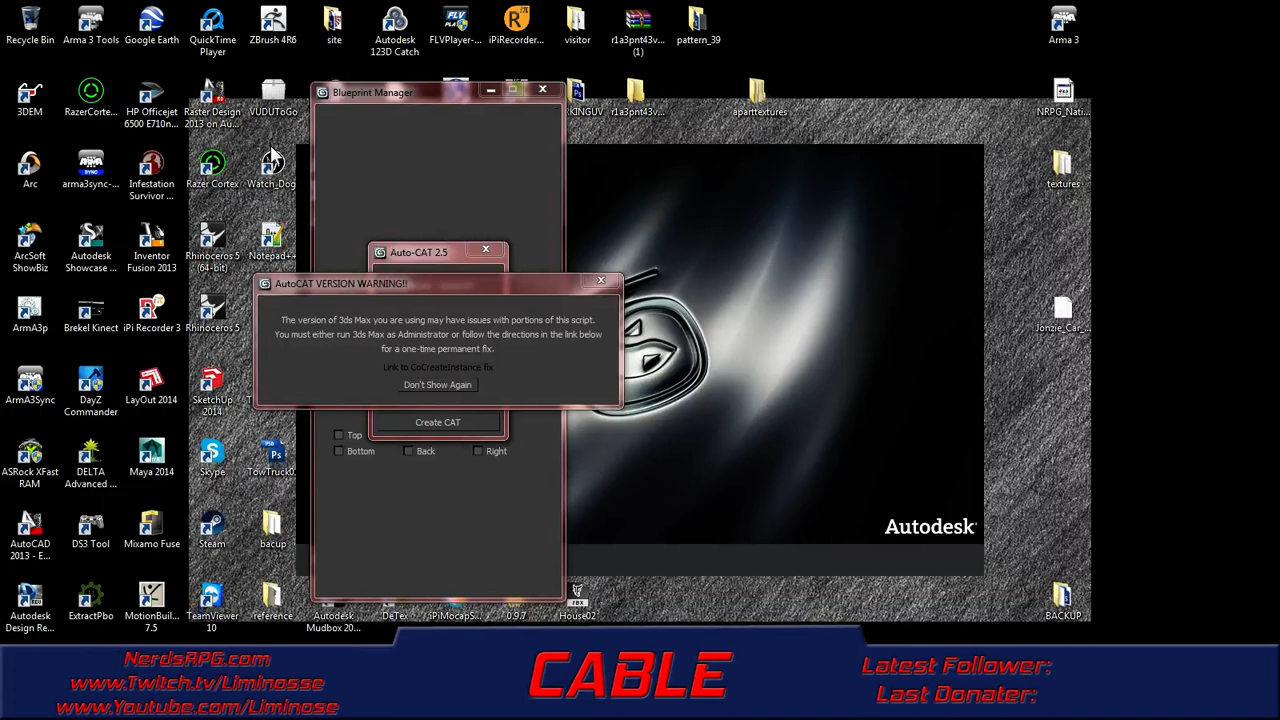 Recycle Bin
Arma 3 Tools
Google Earth
QuickTime
Player
ZBrush 4R6
site
Autodesk
123D Catch
FLVPlayer-...
iPiRecorder...
visitor
r1a3pnt43v...
(1)
pattern_39
Arma 3
3DEM
RazerCorte...
HP Officejet
6500 E710n...
Raster Design
2013 on Au...
VUDUToGo
Blueprint Manager
RKINGUV
r1a3pnt43v...
aparttextures
NRPG_Nati...
Arc
arma3sync-...
Infestation
Survivor ...
Razer Cortex
Watch_Dog
textures
ArcSoft
ShowBiz
Autodesk
Showcase ...
Inventor
Fusion 2013
Rhinoceros 5
(64-bit)
Notepad++
Auto-CAT 2.5
AutoCAT VERSION WARNING!!
The version of 3ds Max you are using may have issues with portions of this script.
You must either run 3ds Max as Administrator or follow the directions in the link below
for a one-time permanent fix.
Link to CoCreateInstance fix
Don't Show Again
Create CAT
Top
Bottom
Back
Right
ArmA3p
Brekel Kinect
iPi Recorder 3
Rhinoceros 5
Jonzie_Car_...
ArmA3Sync
DayZ
Commander
LayOut 2014
SketchUp
2014
ASRock XFast
RAM
DELTA
Advanced ...
Maya 2014
Skype
TowTruck0
AutoCAD
2013 - E...
DS3 Tool
Mixamo Fuse
Steam
bacup
Autodesk
Autodesk
Design Re...
ExtractPbo
MotionBuil...
7.5
TeamViewer
10
reference
Autodesk
Mudbox 20...
DeTex
iPiMocapS...
0.9.7
House02
BACKUP
NerdsRPG.com
www.Twitch.tv/Liminosse
www.Youtube.com/Liminose
CABLE
Latest Follower:
Last Donater: